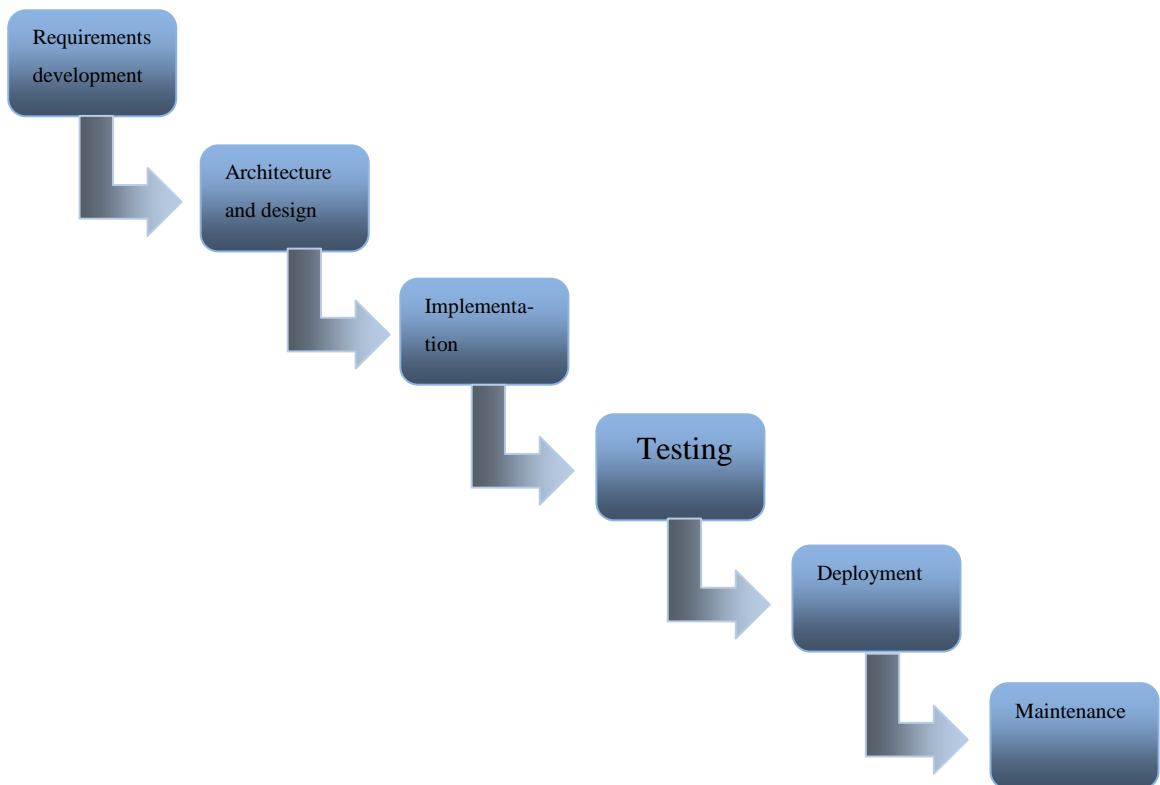 Requirements
development
Architecture
and design
Implementa-
tion
Testing
Deployment
Maintenance